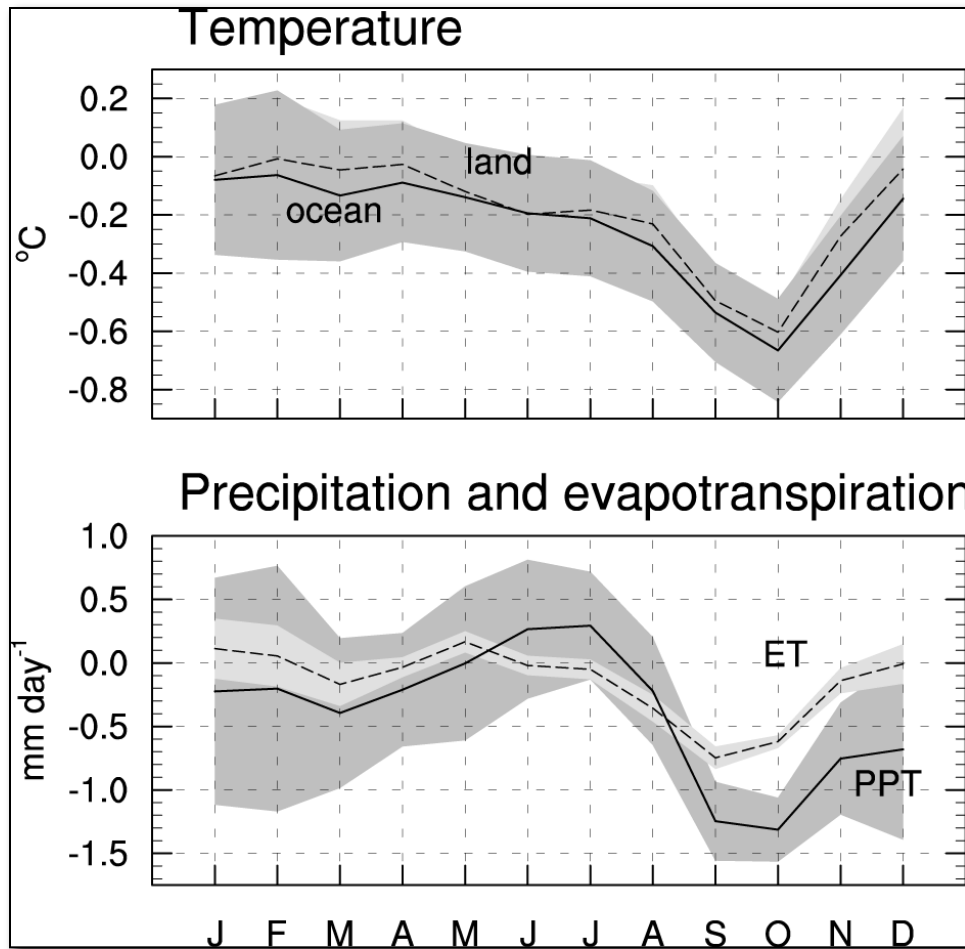 Temperature
0.2
0.0
-0.2
-0.4
-0.6
-0.8
ºC
land
ocean
Precipitation and evapotranspiration
1.0
0.5
0.0
-0.5
-1.0
-1.5
mm day-1
ET
PPT
J F M A M J J A S O N D